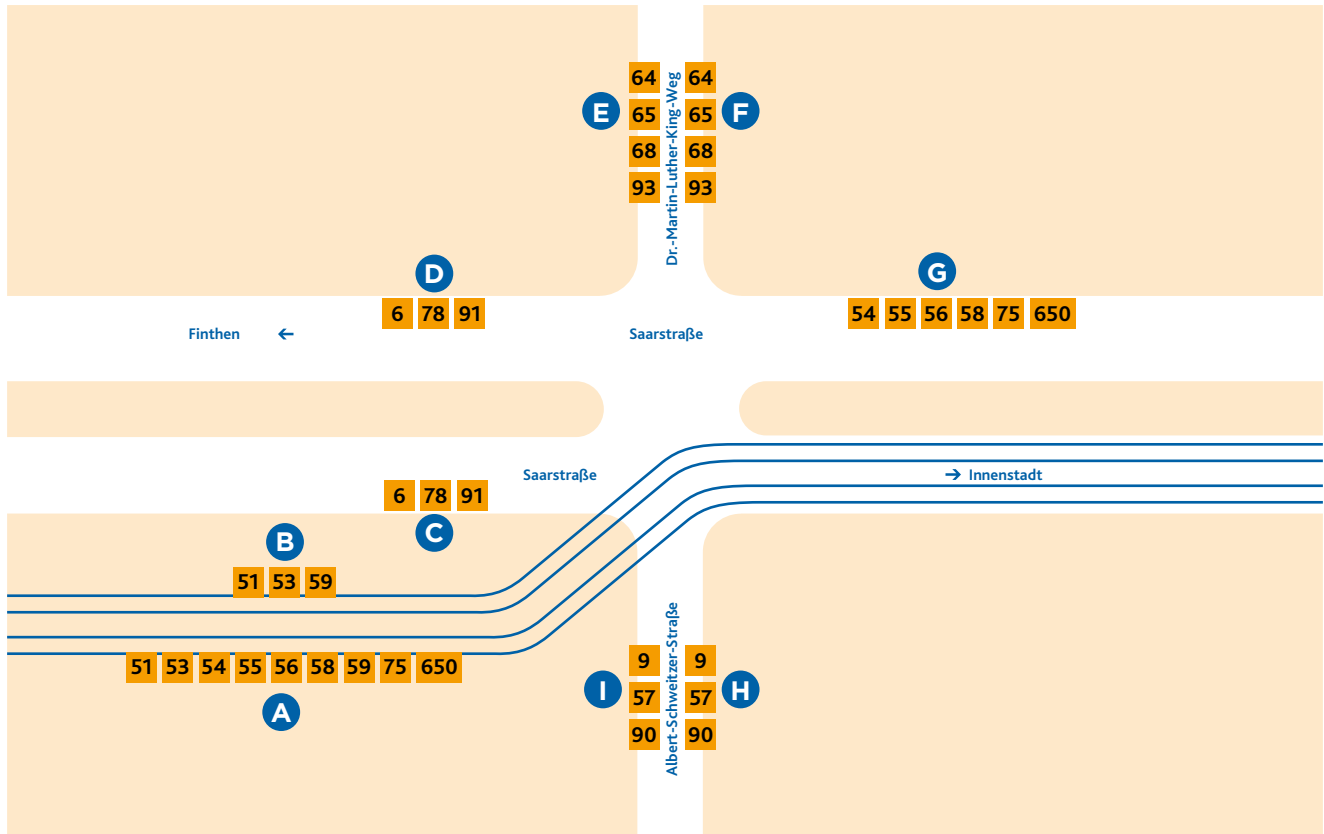 64 64
E 65 65 F
68 68
93 93
Dr.-Martin-Luther-King-Weg
D G
6 78 91 54 55 56 58 75 650
Finthen ← Saarstraße
Saarstraße → Innenstadt
6 78 91
B C
51 53 59
51 53 54 55 56 58 59 75 650
A
9 9
I 57 57 H
90 90
Albert-Schweitzer-Straße